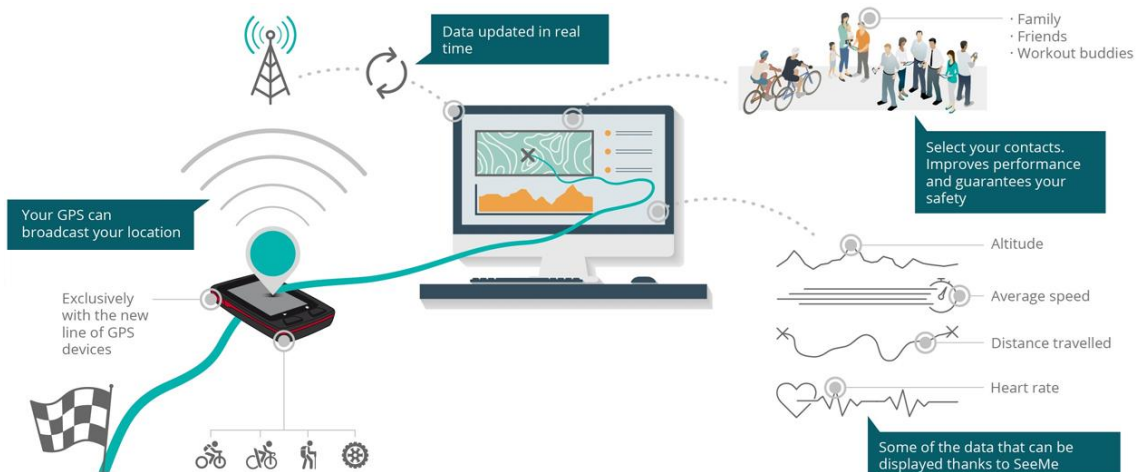 Data updated in real
time
· Family
· Friends
· Workout buddies
Select your contacts.
Improves performance
and guarantees your
safety
Your GPS can
broadcast your location
Exclusively
with the new
line of GPS
devices
Altitude
Average speed
Distance travelled
Heart rate
Some of the data that can be
displayed thanks to SeeMe